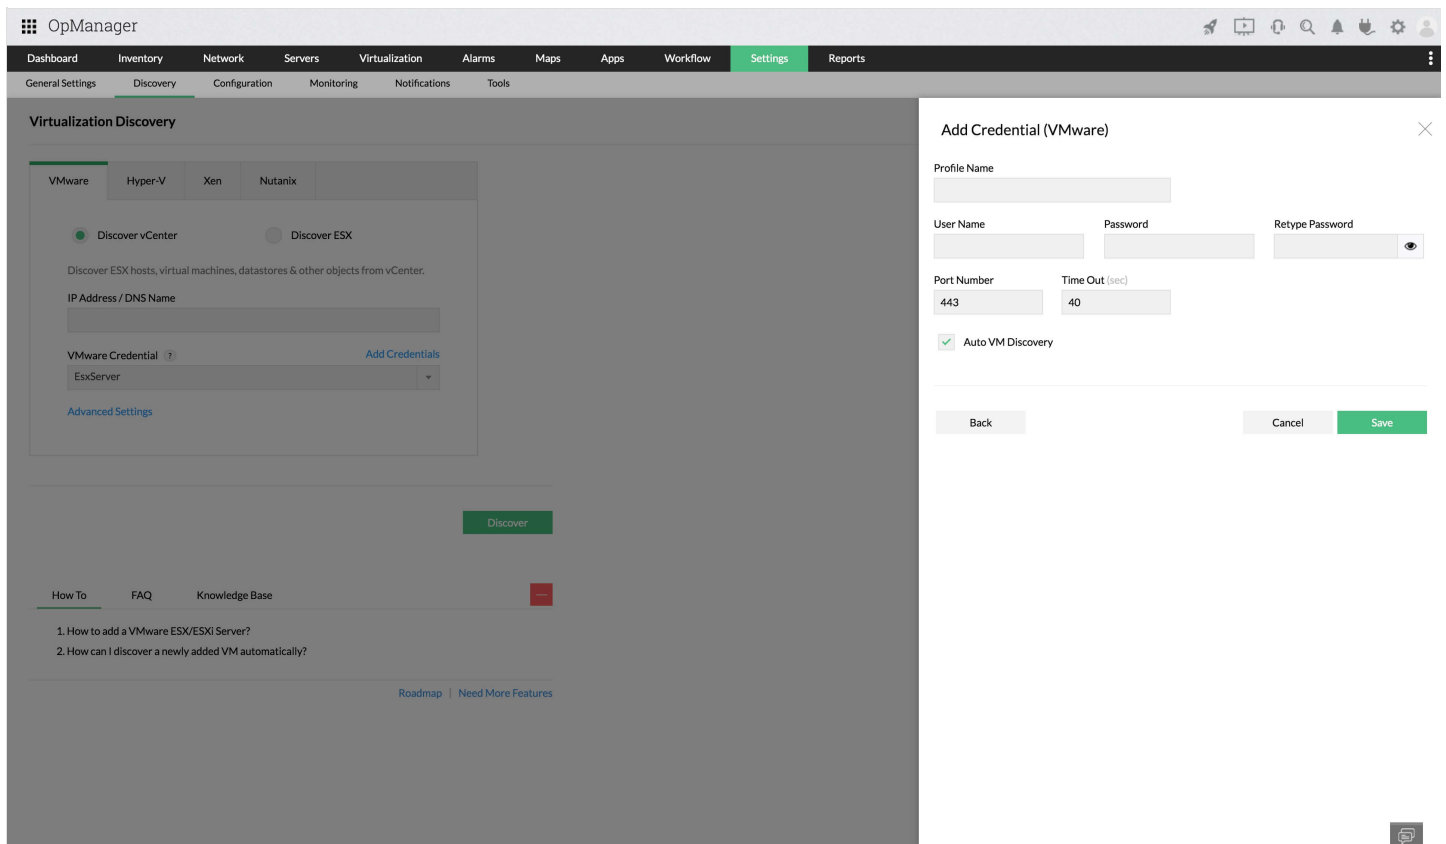 OpManager
Dashboard Inventory Network Servers Virtualization Alarms Maps Apps Workflow Settings Reports
General Settings Discovery Configuration Monitoring Notifications Tools
Virtualization Discovery
VMware Hyper-V Xen Nutanix
Discover vCenter Discover ESX
Discover ESX hosts, virtual machines, datastores & other objects from vCenter.
IP Address / DNS Name
VMware Credential ? Add Credentials
EsxServer
Advanced Settings
Discover
How To FAQ Knowledge Base
1. How to add a VMware ESX/ESXi Server?
2. How can I discover a newly added VM automatically?
Roadmap | Need More Features
Add Credential (VMware)
Profile Name
User Name Password Retype Password
Port Number Time Out (sec)
443 40
Auto VM Discovery
Back Cancel Save